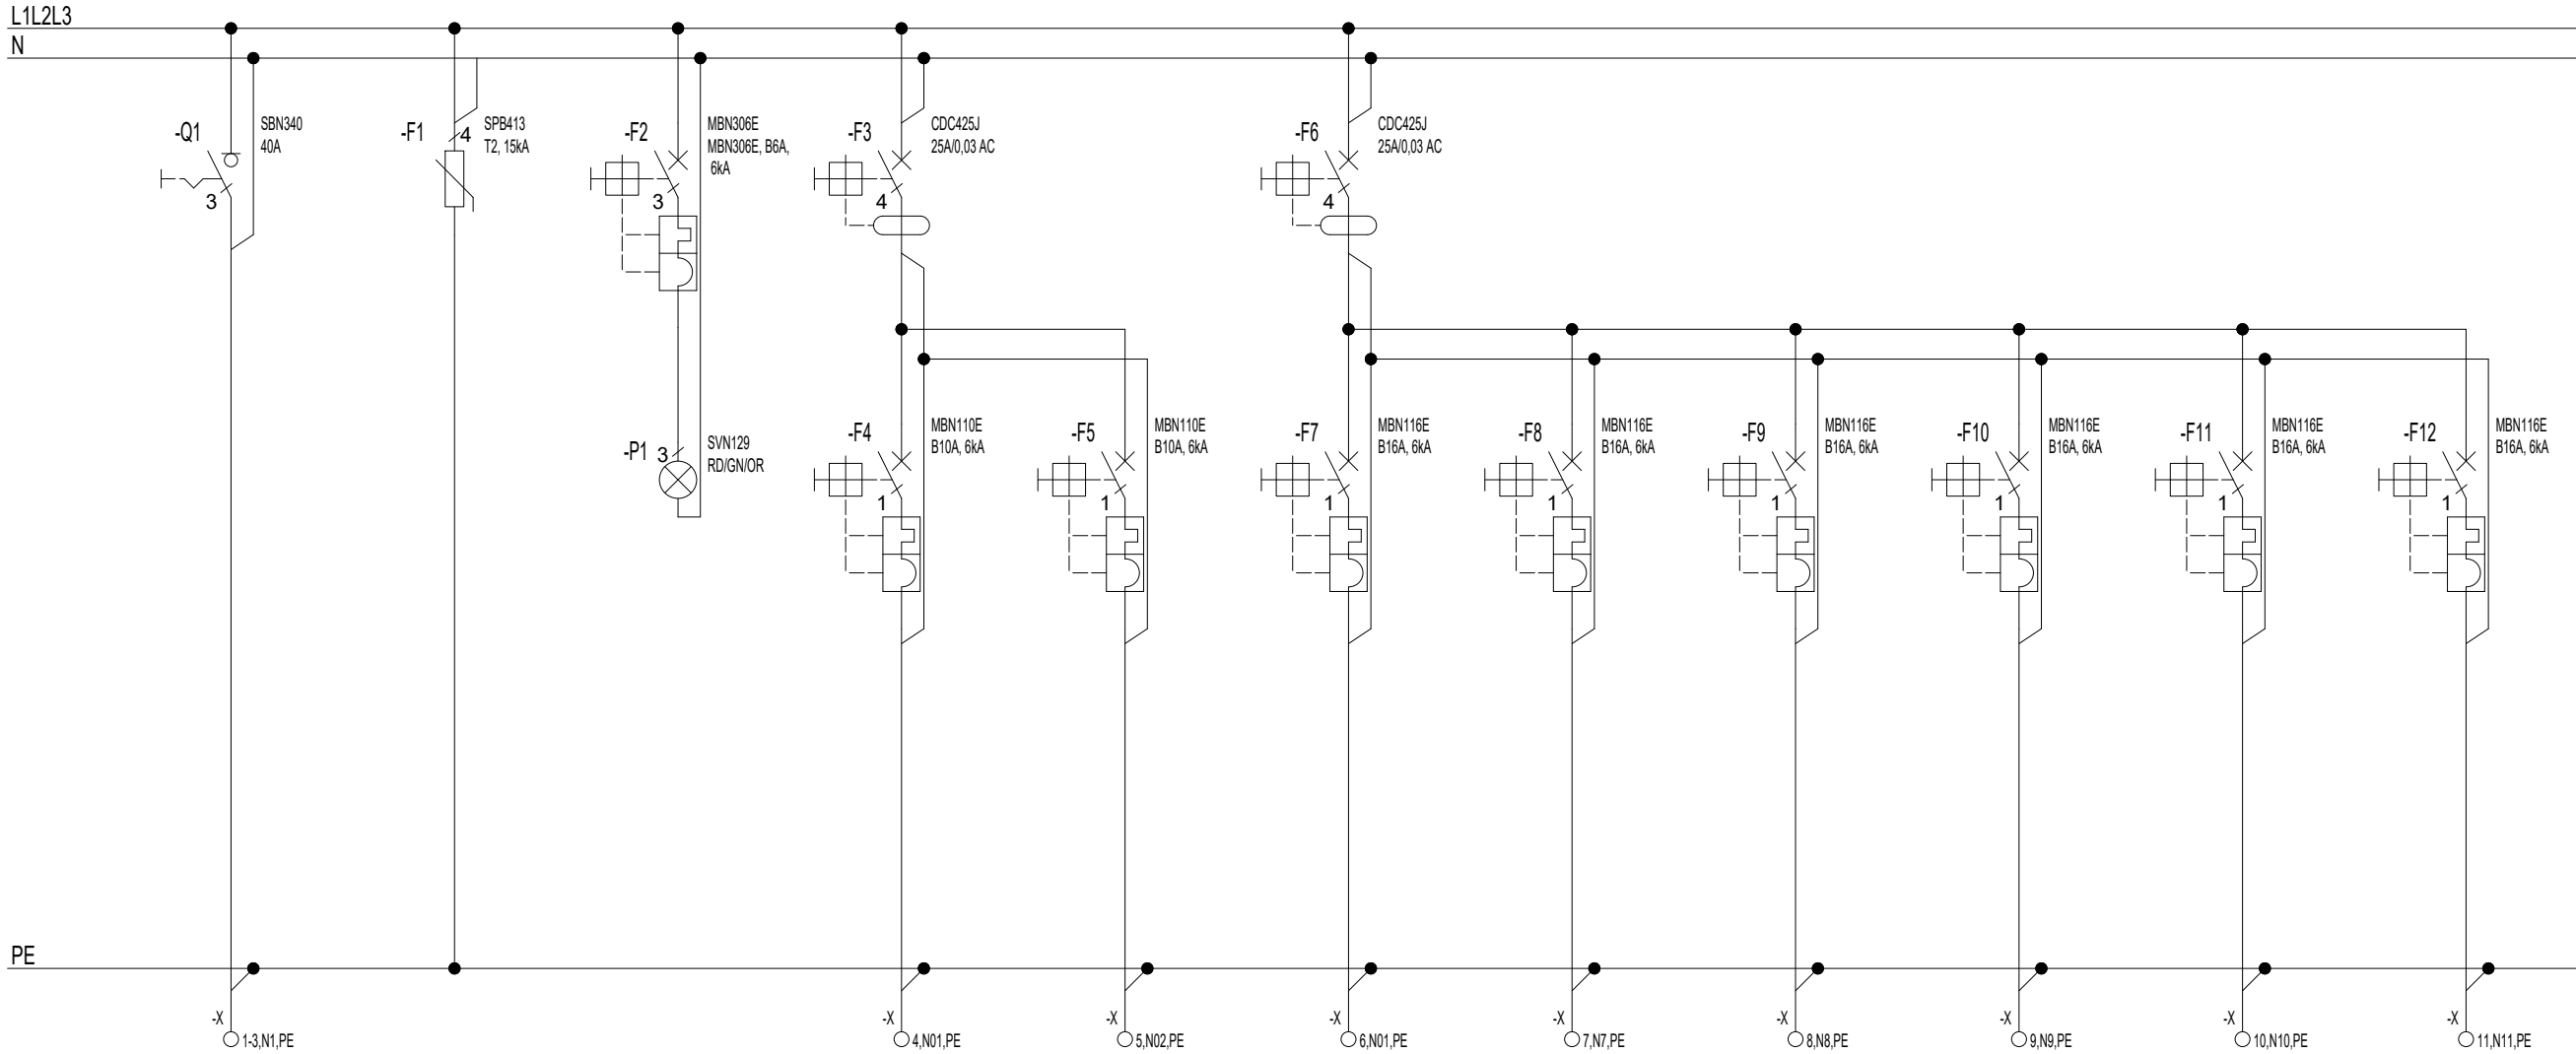 L1L2L3
N
-Q1
SBN340
40A
3
-F1
4
SPB413
T2, 15kA
-F2
MBN306E
MBN306E, B6A,
6kA
3
-F3
CDC425J
25A/0,03 AC
4
-F6
CDC425J
25A/0,03 AC
4
-P1
3
SVN129
RD/GN/OR
-F4
MBN110E
B10A, 6kA
1
-F5
MBN110E
B10A, 6kA
1
-F7
MBN116E
B16A, 6kA
1
-F8
MBN116E
B16A, 6kA
1
-F9
MBN116E
B16A, 6kA
1
-F10
MBN116E
B16A, 6kA
1
-F11
MBN116E
B16A, 6kA
1
-F12
MBN116E
B16A, 6kA
1
PE
-X
1-3,N1,PE
-X
4,N01,PE
-X
5,N02,PE
-X
6,N01,PE
-X
7,N7,PE
-X
8,N8,PE
-X
9,N9,PE
-X
10,N10,PE
-X
11,N11,PE